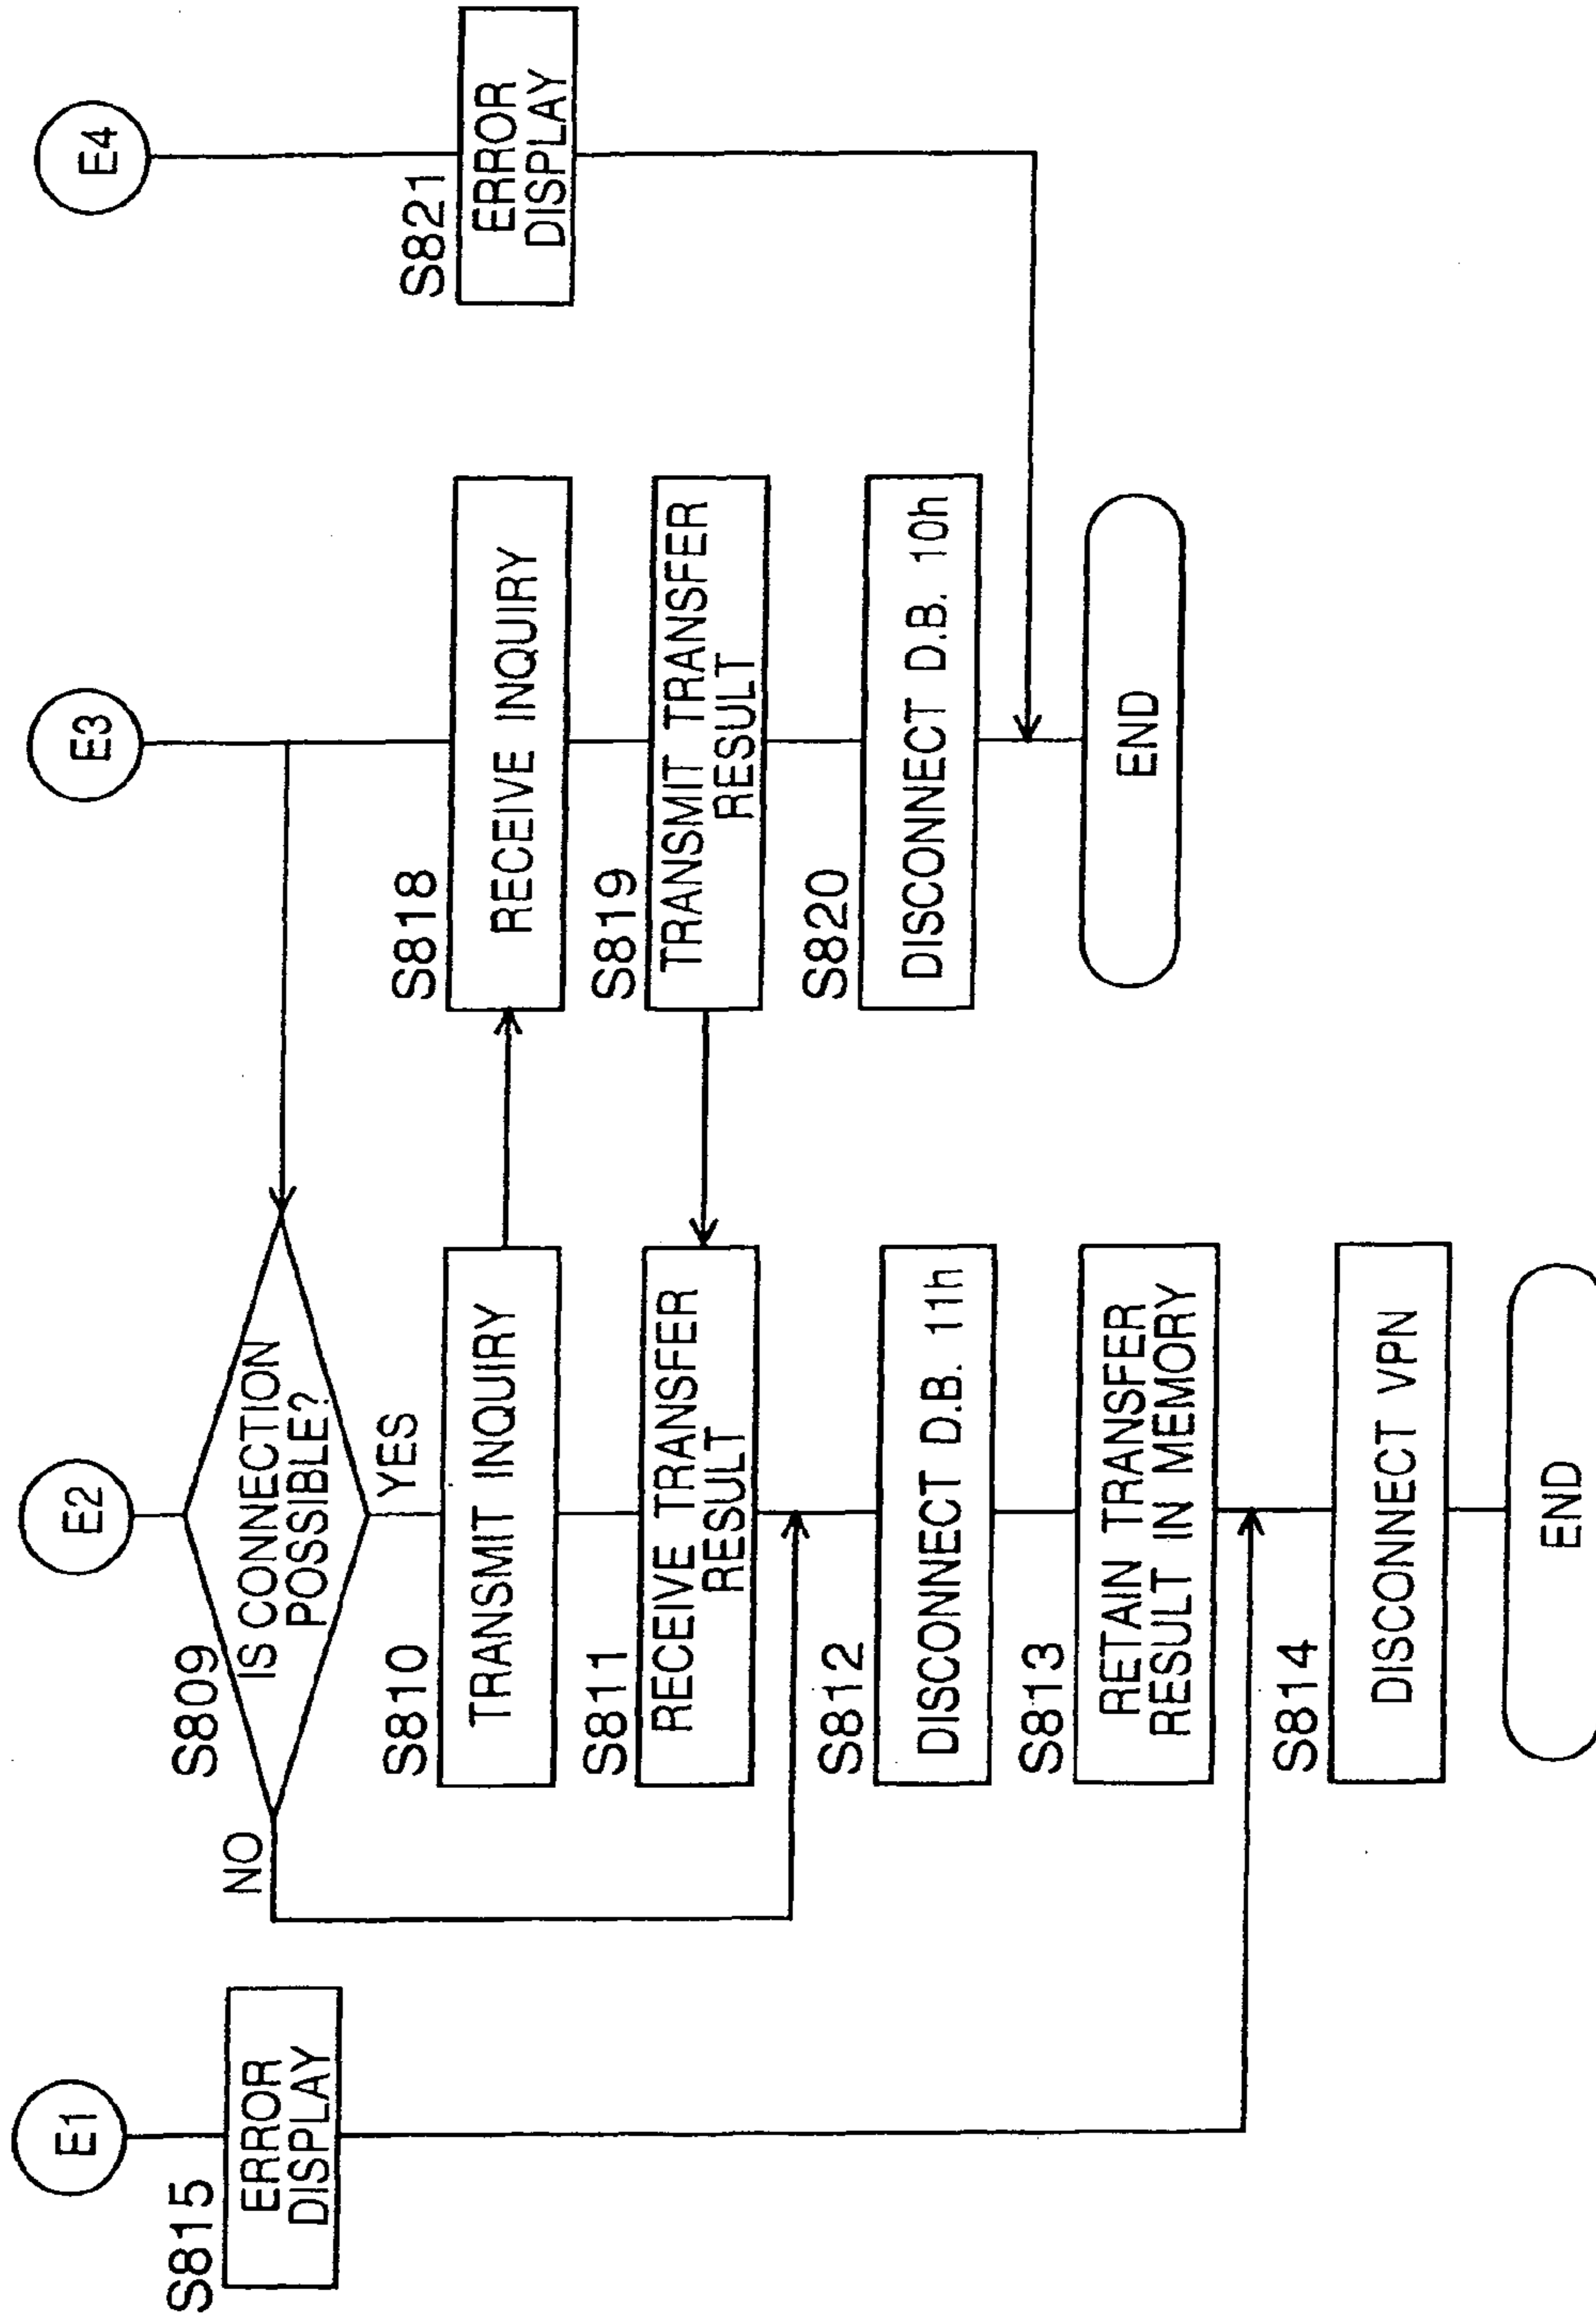 E1
S815
ERROR
DISPLAY
E2
S809
IS CONNECTION
POSSIBLE?
NO
YES
S810
TRANSMIT INQUIRY
S811
RECEIVE TRANSFER
RESULT
S812
DISCONNECT D.B. 11h
S813
RETAIN TRANSFER
RESULT IN MEMORY
S814
DISCONNECT VPN
END
E3
S818
RECEIVE INQUIRY
S819
TRANSMIT TRANSFER
RESULT
S820
DISCONNECT D.B. 10h
END
E4
S821
ERROR
DISPLAY